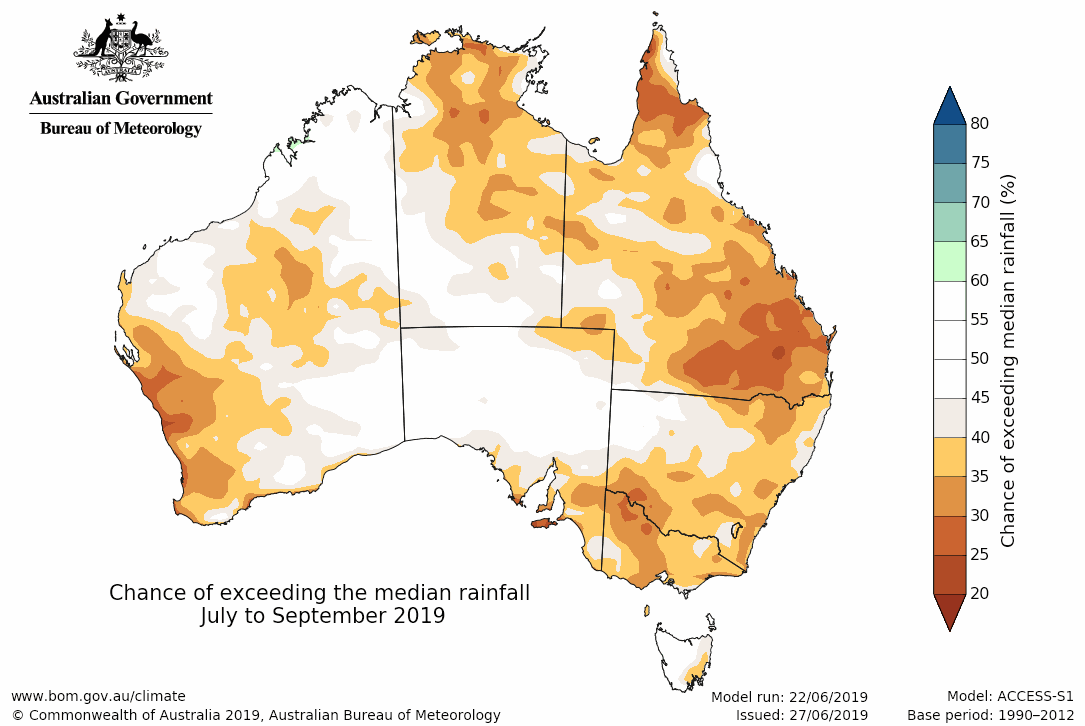 AUSTRALIA
Australian Government
Bureau of Meteorology
80
75
70
65
60
55
50
45
40
35
30
25
20
Chance of exceeding median rainfall (%)
Chance of exceeding the median rainfall
July to September 2019
www.bom.gov.au/climate
© Commonwealth of Australia 2019, Australian Bureau of Meteorology
Model run: 22/06/2019
Issued: 27/06/2019
Model: ACCESS-S1
Base period: 1990–2012